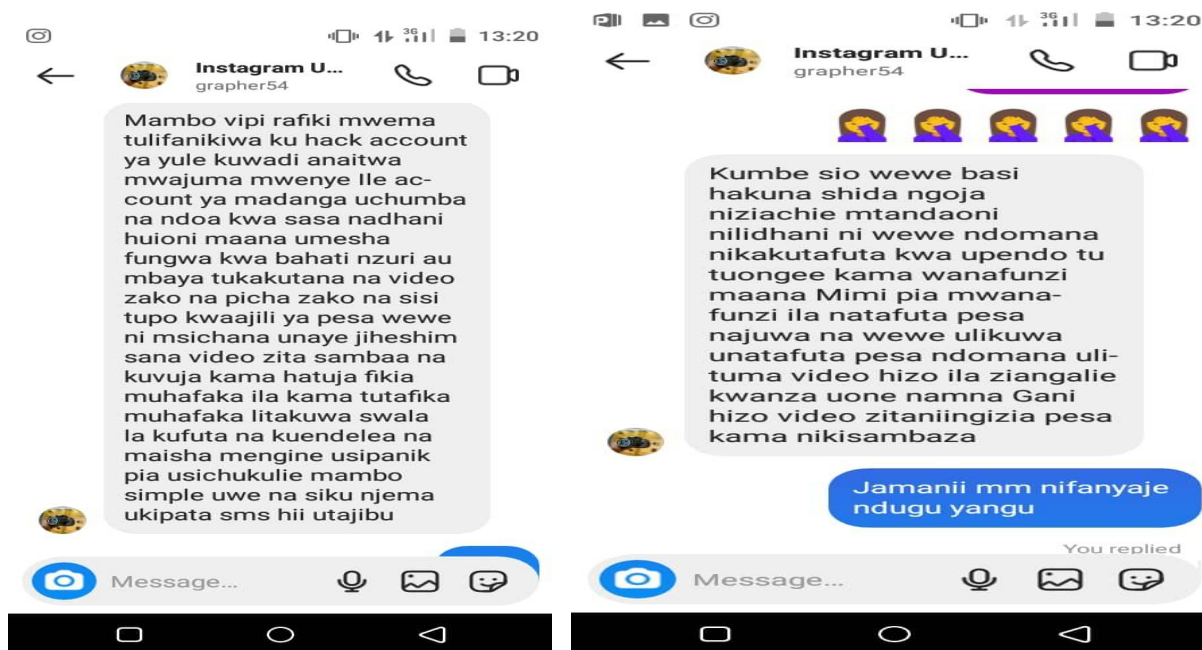 3G 13:20
Instagram U...
grapher54
Mambo vipi rafiki mwema
tulifanikiwa ku hack account
ya yule kuwadi anaitwa
mwajuma mwenye lle ac-
count ya madanga uchumba
na ndoa kwa sasa nadhani
huioni maana umesha
fungwa kwa bahati nzuri au
mbaya tukakutana na video
zako na picha zako na sisi
tupo kwaajili ya pesa wewe
ni msichana unaye jiheshim
sana video zita sambaa na
kuvuja kama hatuja fikia
muhafaka ila kama tutafika
muhafaka litakuwa swala
la kufuta na kuendelea na
maisha mengine usipanik
pia usichukulie mambo
simple uwe na siku njema
ukipata sms hii utajibu
Message...
3G 13:20
Instagram U...
grapher54
Kumbe sio wewe basi
hakuna shida ngoja
niziachie mtandaoni
nilidhani ni wewe ndomana
nikakutafuta kwa upendo tu
tuongee kama wanafunzi
maana Mimi pia mwana-
funzi ila natafuta pesa
najuwa na wewe ulikuwa
unatafuta pesa ndomana uli-
tuma video hizo ila ziangalie
kwanza uone namna Gani
hizo video zitaniingizia pesa
kama nikisambaza
Jamanii mm nifanyaje
ndugu yangu
You replied
Message...